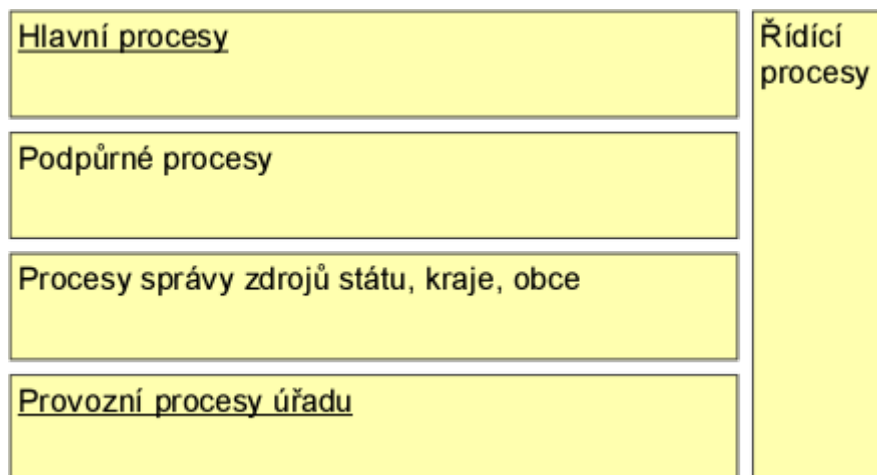 Hlavní procesy
Podpůrné procesy
Procesy správy zdrojů státu, kraje, obce
Provozní procesy úřadu
Řídící
procesy